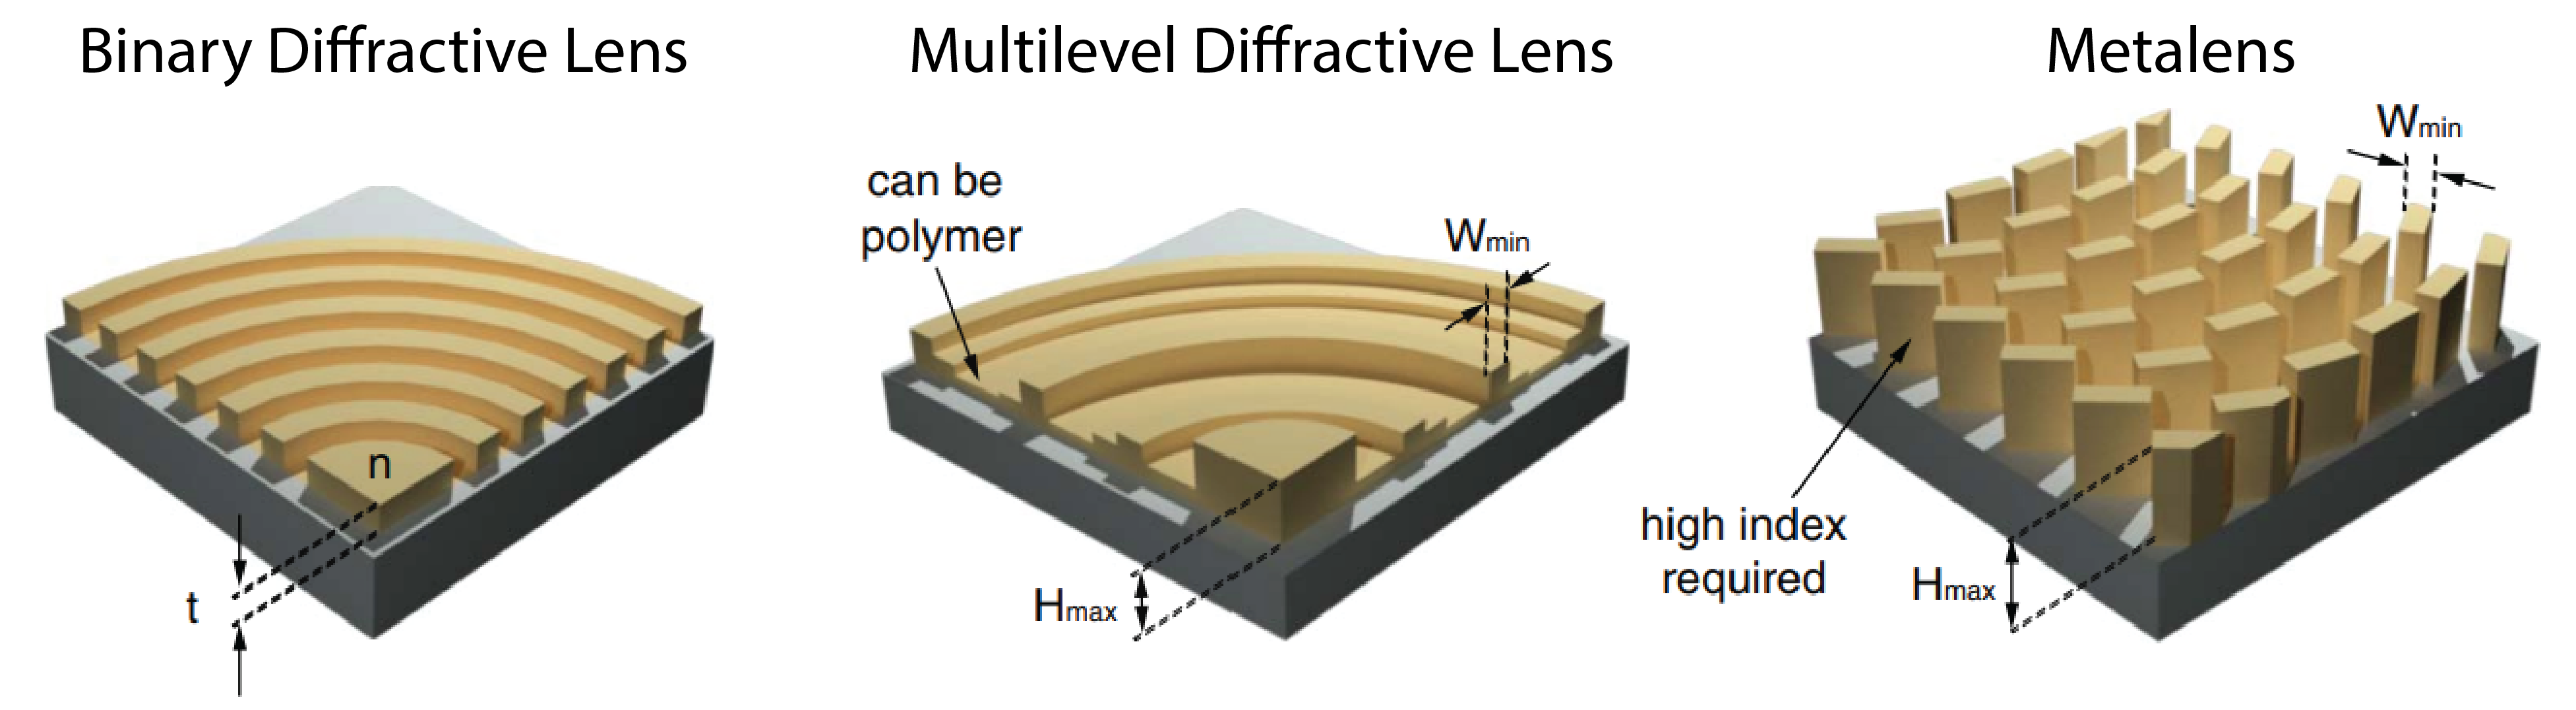 Binary Diffractive Lens
n
t
Multilevel Diffractive Lens
can be
polymer
Wmin
Hmax
Metalens
Wmin
high index
required
Hmax